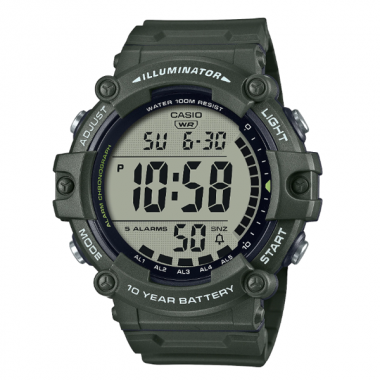 ILLUMINATOR
WATER 100M RESIST
ADJUST
LIGHT
CASIO
WR
SU 6-30
ALARM CHRONOGRAPH
P 10:58
5 ALARMS 50 SNZ
AL1 AL2 AL3 AL4 AL5
MODE
START
10 YEAR BATTERY